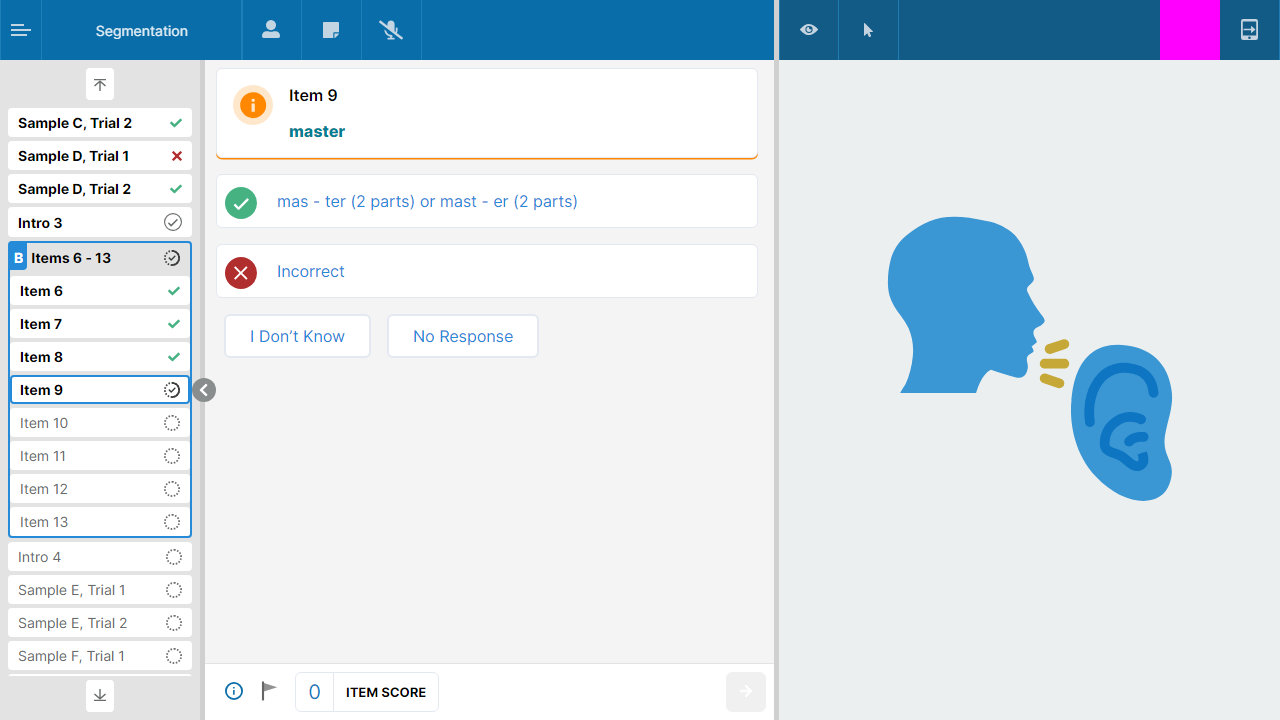 Segmentation
Sample C, Trial 2
Sample D, Trial 1
Sample D, Trial 2
Intro 3
B Items 6 - 13
Item 6
Item 7
Item 8
Item 9
Item 10
Item 11
Item 12
Item 13
Intro 4
Sample E, Trial 1
Sample E, Trial 2
Sample F, Trial 1
Item 9
master
mas - ter (2 parts) or mast - er (2 parts)
Incorrect
I Don’t Know
No Response
0 ITEM SCORE